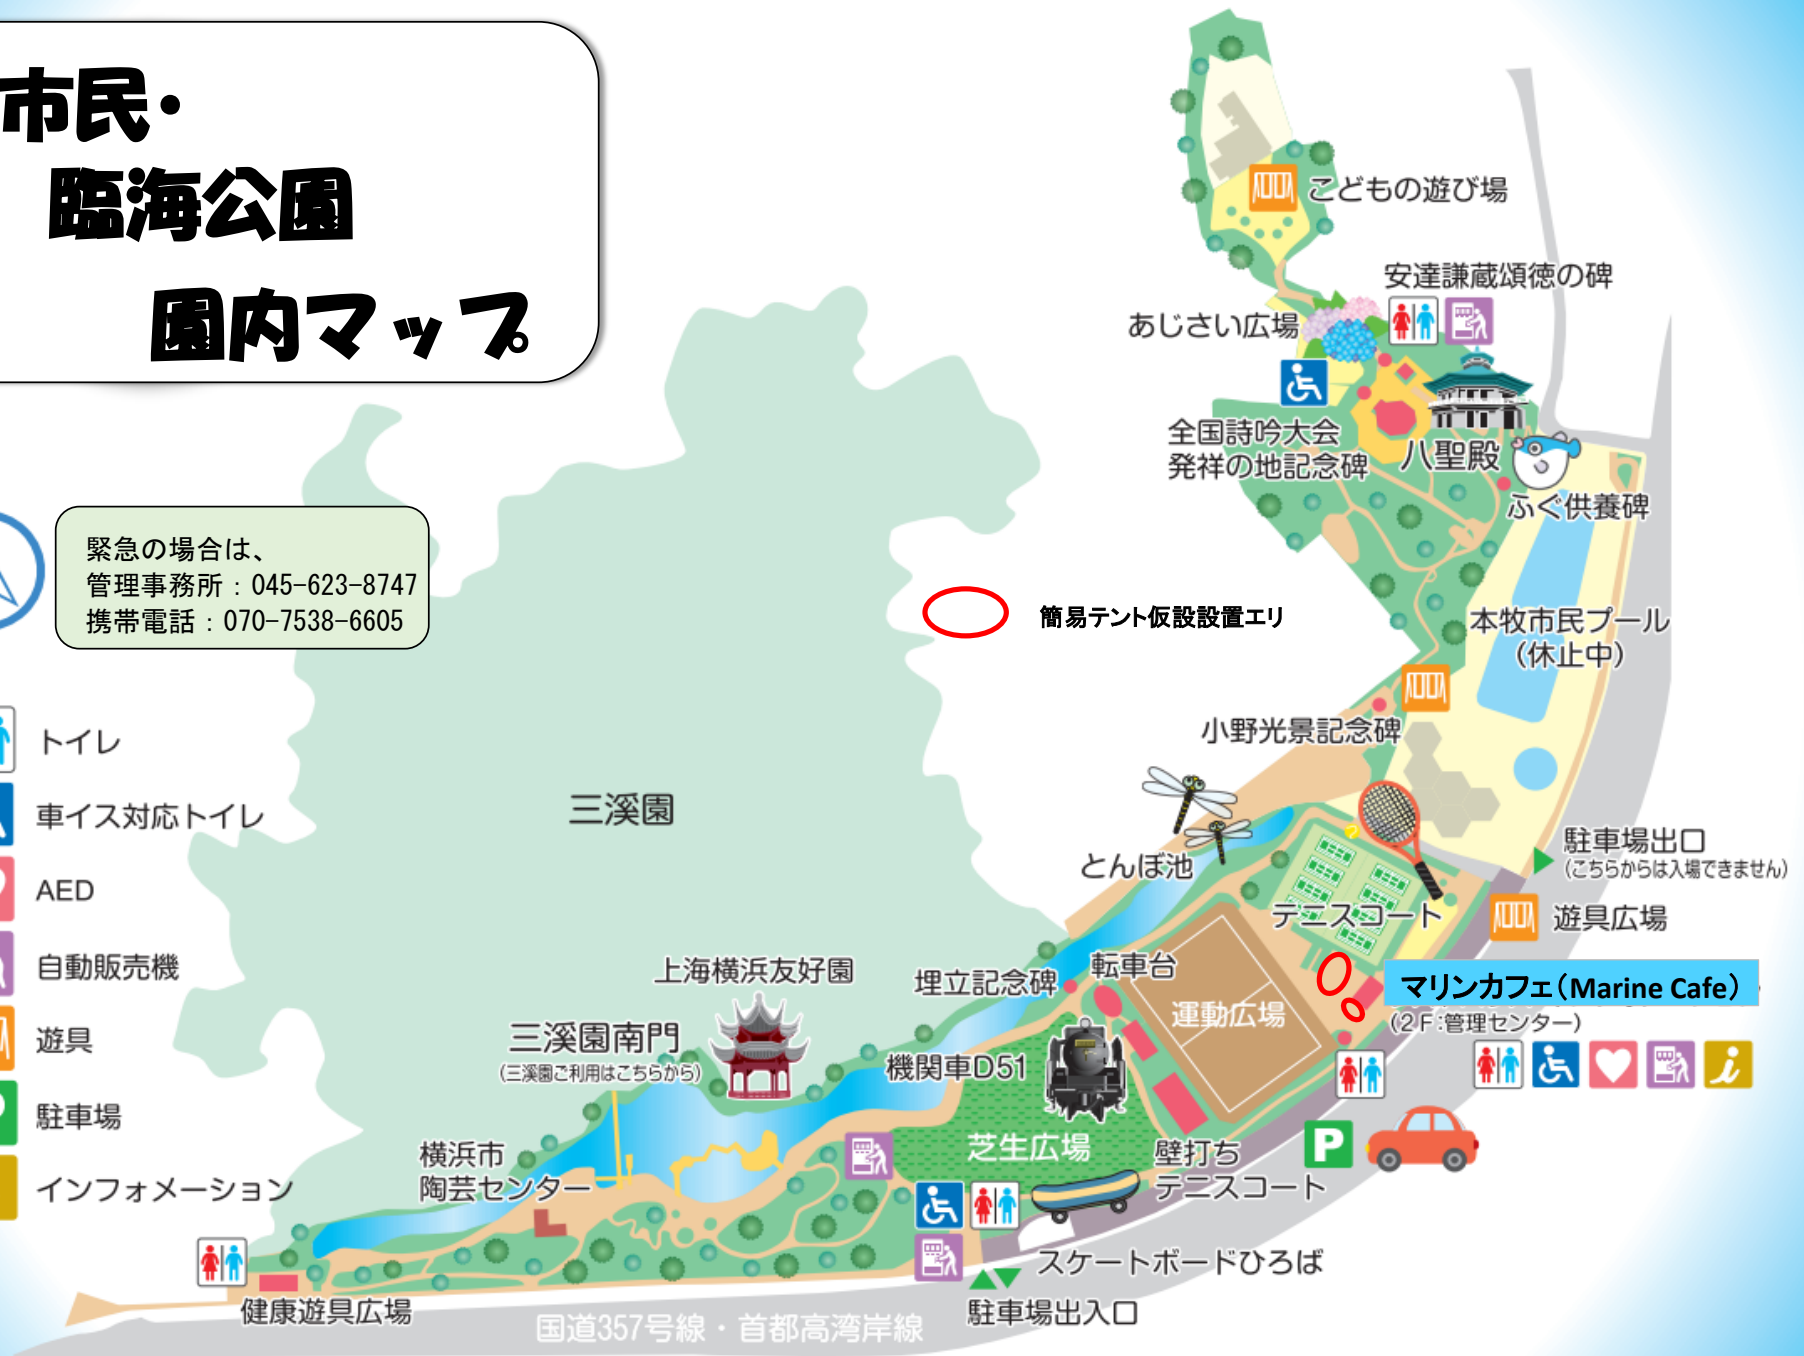 市民・
臨海公園
園内マップ
緊急の場合は、
管理事務所：045-623-8747
携帯電話：070-7538-6605
トイレ
車イス対応トイレ
AED
自動販売機
遊具
駐車場
インフォメーション
簡易テント仮設設置エリ
こどもの遊び場
安達謙蔵頌徳の碑
あじさい広場
全国詩吟大会
発祥の地記念碑
八聖殿
ふぐ供養碑
本牧市民プール
（休止中）
小野光景記念碑
三溪園
とんぼ池
駐車場出口
（こちらからは入場できません）
テニスコート
遊具広場
上海横浜友好園
埋立記念碑
転車台
運動広場
マリンカフェ（Marine Cafe）
（2F：管理センター）
三溪園南門
（三溪園ご利用はこちらから）
機関車D51
横浜市
陶芸センター
芝生広場
壁打ち
テニスコート
P
スケートボードひろば
健康遊具広場
駐車場出入口
国道357号線・首都高湾岸線